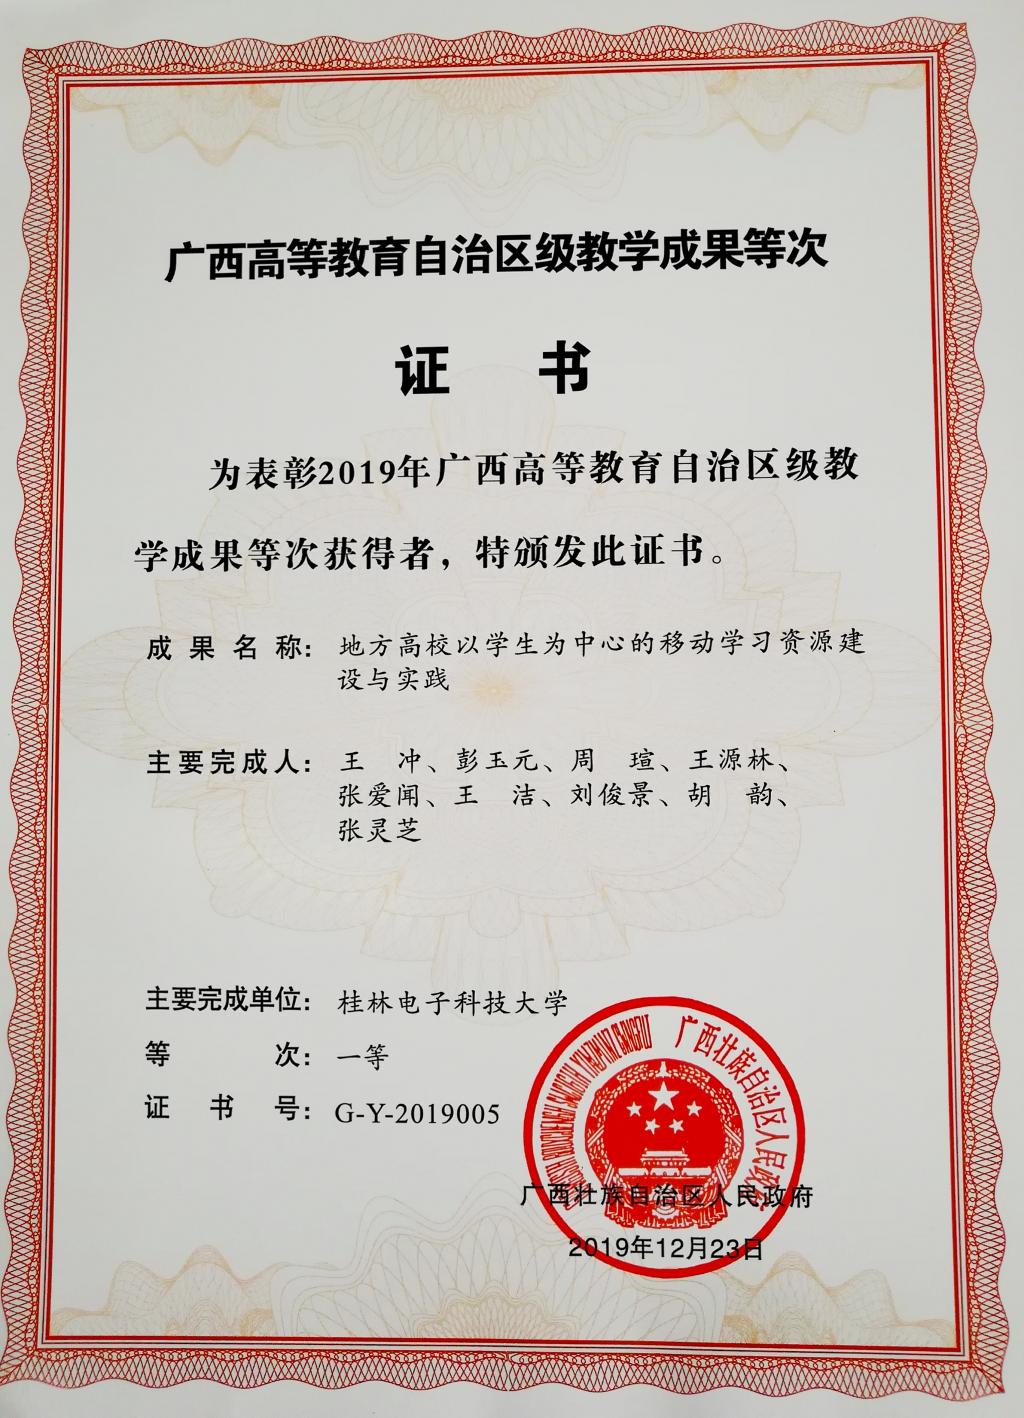 广西高等教育自治区级教学成果等次
证 书
为表彰2019年广西高等教育自治区级教
学成果等次获得者，特颁发此证书。
成果名称：地方高校以学生为中心的移动学习资源建
设与实践
主要完成人：王 冲、彭玉元、周 瑄、王源林、
张爱闻、王 洁、刘俊景、胡 韵、
张灵芝
主要完成单位：桂林电子科技大学
等 次：一等
证 书 号：G-Y-2019005
广西壮族自治区人民政府
广西壮族自治区人民政府
2019年12月23日